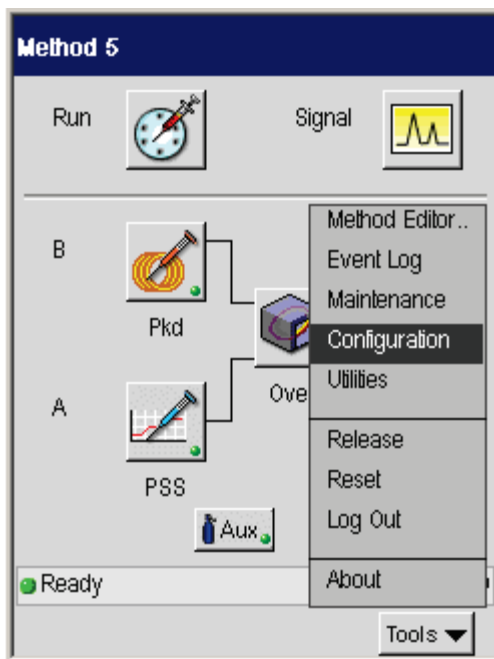 Method 5
Run
Signal
Method Editor..
B
Event Log
Maintenance
Pkd
Configuration
Utilities
A
Ove
Release
PSS
Reset
Aux
Log Out
Ready
About
Tools